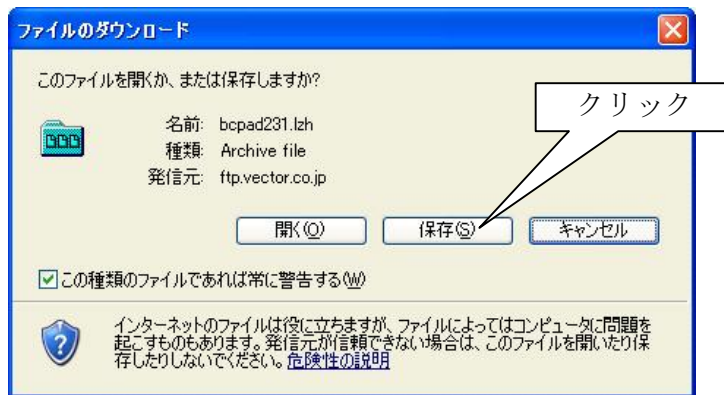 ファイルのダウンロード
このファイルを開くか、または保存しますか?
クリック
名前: bcpad231.lzh
種類: Archive file
発信元: ftp.vector.co.jp
開く(O) 保存(S) キャンセル
この種類のファイルであれば常に警告する(W)
インターネットのファイルは役に立ちますが、ファイルによってはコンピュータに問題を
起こすものもあります。発信元が信頼できない場合は、このファイルを開いたり保
存したりしないでください。危険性の説明